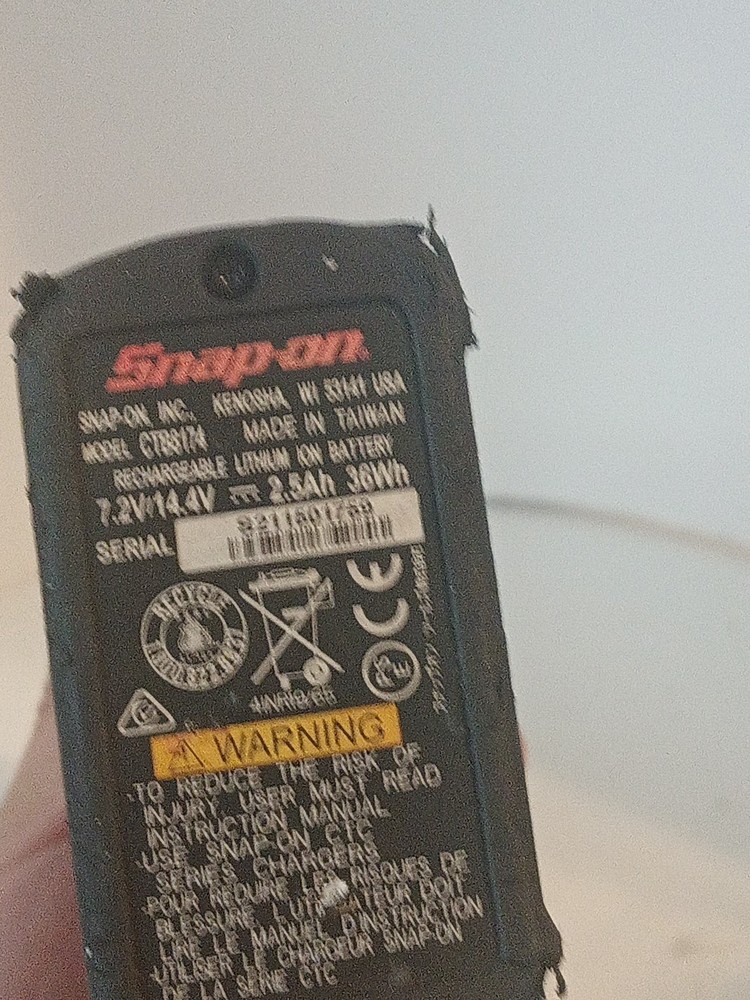 Snap-on
SNAP-ON, INC., KENOSHA, WI 53141 USA
MODEL CTB8174 MADE IN TAIWAN
RECHARGEABLE LITHIUM ION BATTERY
7.2V/14.4V 2.5Ah 36Wh
SERIAL
RECYCLE
CE
WARNING
TO REDUCE THE RISK OF
INJURY, USER MUST READ
INSTRUCTION MANUAL
USE SNAP-ON CTC
SERIES CHARGERS
POUR REDUIRE LES RISQUES DE
BLESSURE L'UTILISATEUR DOIT
LIRE LE MANUEL D'INSTRUCTION
UTILISER LE CHARGEUR SNAP-ON
DE LA SÉRIE CTC